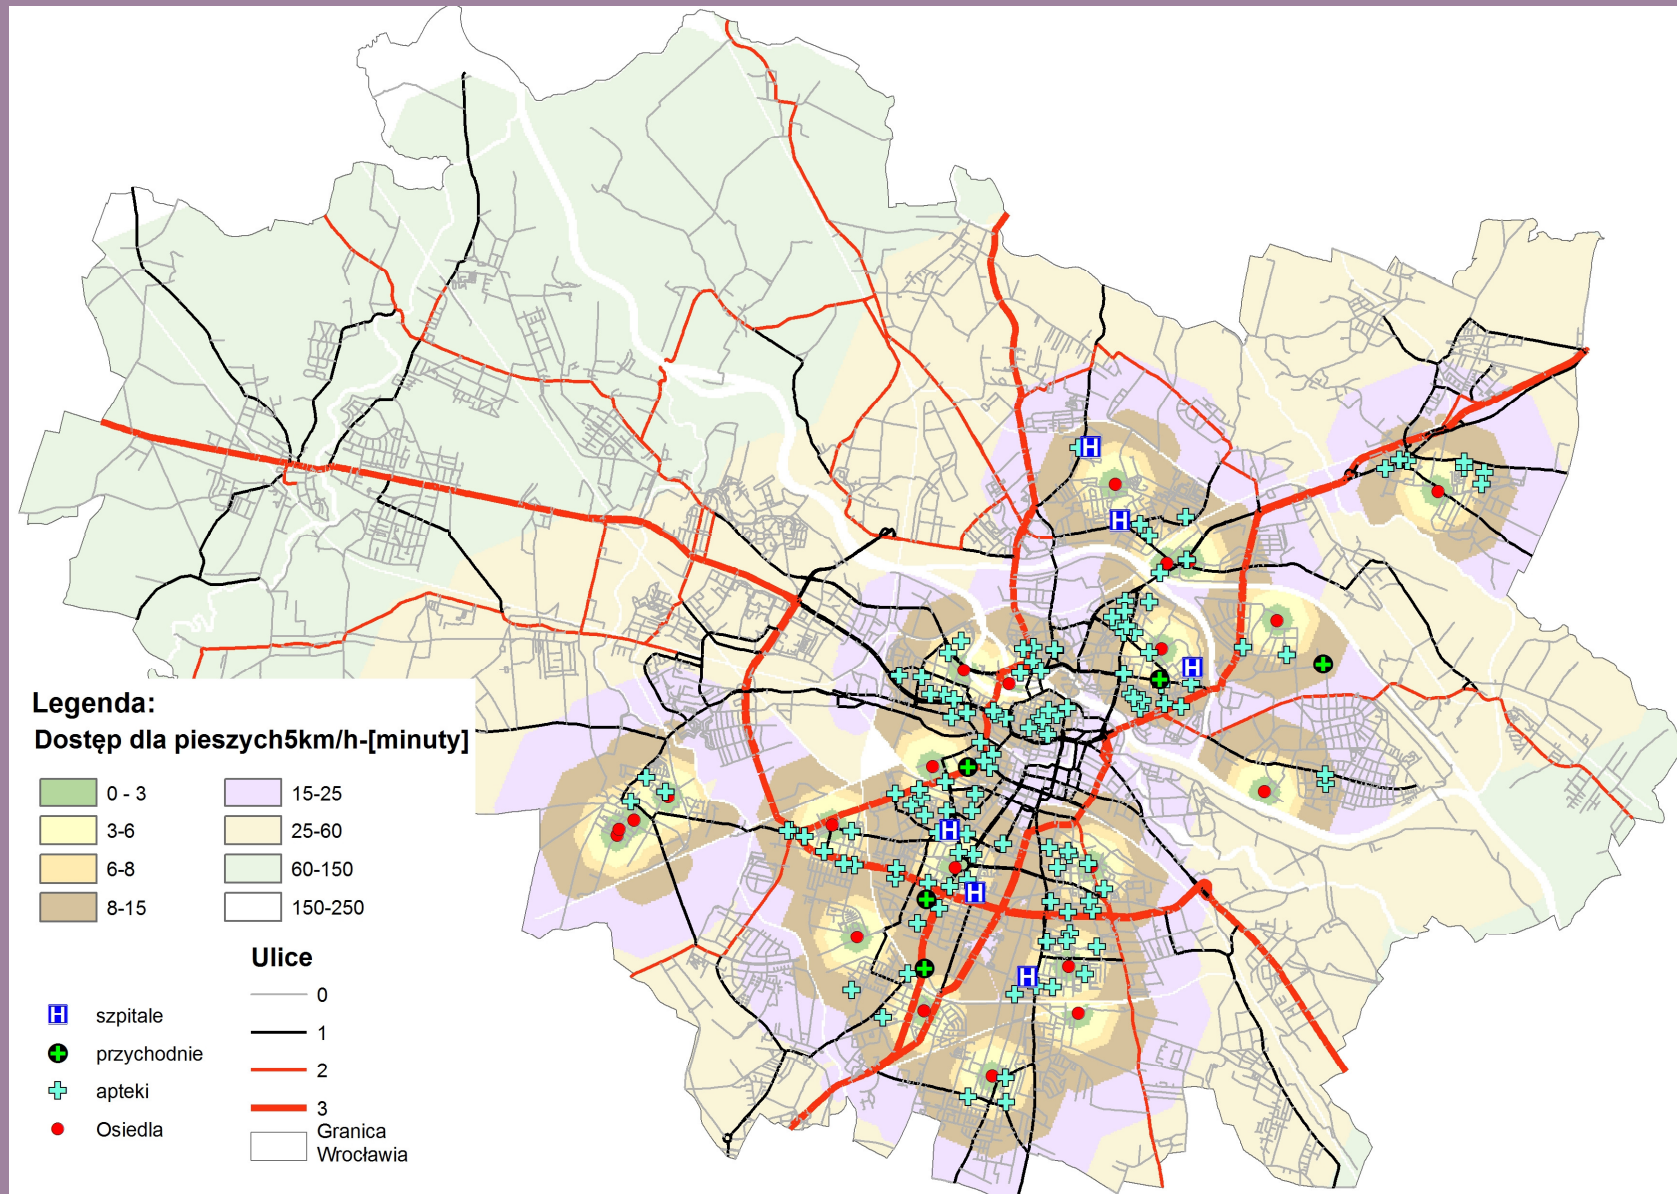 Legenda:
Dostęp dla pieszych5km/h-[minuty]
0 - 3
3-6
6-8
8-15
15-25
25-60
60-150
150-250
H szpitale
przychodnie
apteki
Osiedla
Ulice
0
1
2
3
Granica
Wrocławia
H
H
H
H
H
H